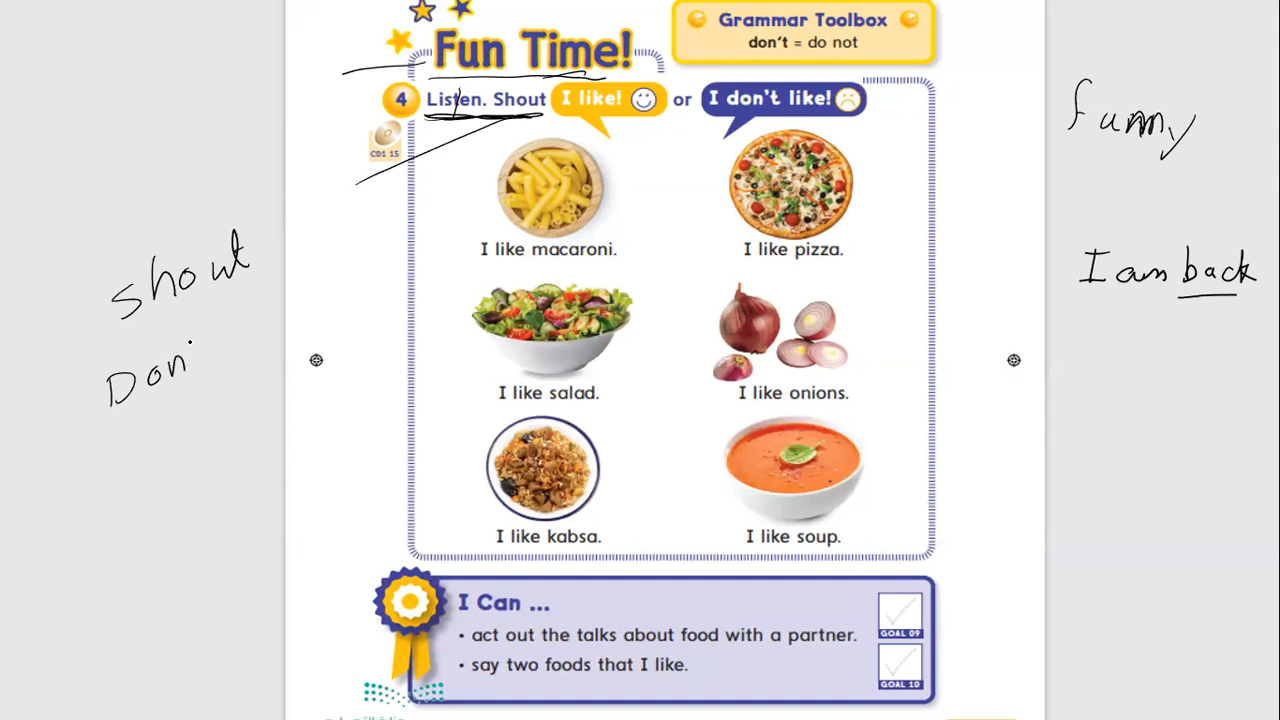 Grammar Toolbox
don't = do not
Fun Time!
4 Listen. Shout I like! or I don't like!
CD1 15
I like macaroni.
I like pizza.
I like salad.
I like onions.
I like kabsa.
I like soup.
I Can ...
• act out the talks about food with a partner.
GOAL 09
• say two foods that I like.
GOAL 10
funny
I am back
shout
Don